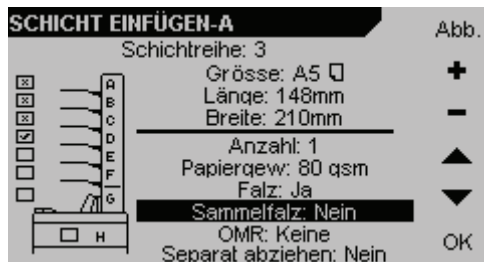 SCHICHT EINFÜGEN-A
Abb.
Schichtreihe: 3
Grösse: A5
Länge: 148mm
Breite: 210mm
Anzahl: 1
Papiergew: 80 gsm
Falz: Ja
Sammelfalz: Nein
OMR: Keine
Separat abziehen: Nein
A
B
C
D
E
F
G
H
+
-
OK